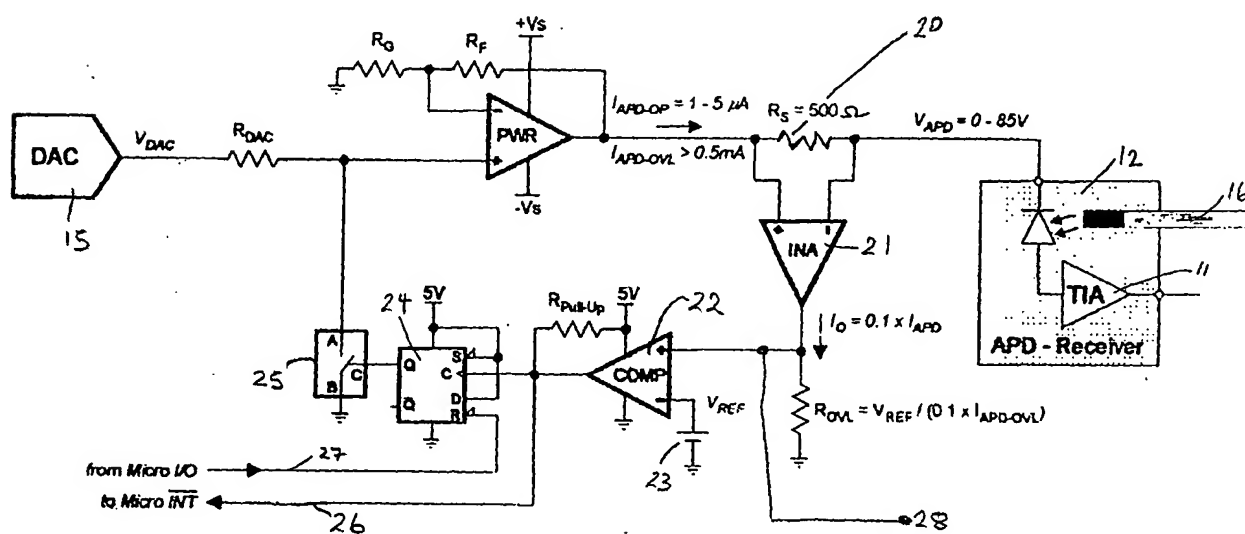 +Vs
20
R_G
R_F
I_APD-OP = 1 - 5 µA
R_S = 500 Ω
V_APD = 0 - 85V
DAC
V_DAC
R_DAC
-
PWR
+
I_APD-OVL > 0.5mA
12
16
-Vs
15
+
-
INA
21
TIA
11
24
5V
R_Pull-Up
5V
22
I_O = 0.1 x I_APD
APD - Receiver
25
A
B
C
Q
Q̅
S
C
D
R
COMP
+
-
V_REF
R_OVL = V_REF / (0.1 x I_APD-OVL)
23
from Micro I/O
27
to Micro I̅N̅T̅
26
28